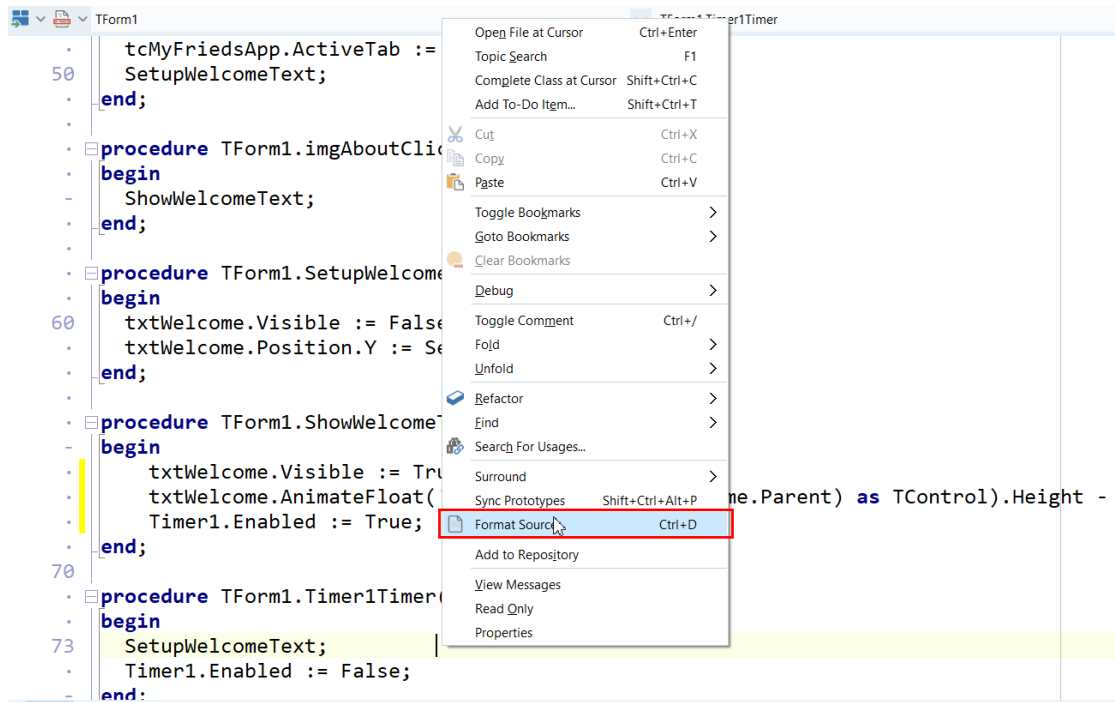 TForm1
TForm1.Timer1Timer
tcMyFriedsApp.ActiveTab :=
50 SetupWelcomeText;
end;
procedure TForm1.imgAboutClic
begin
ShowWelcomeText;
end;
procedure TForm1.SetupWelcome
begin
60 txtWelcome.Visible := False
txtWelcome.Position.Y := Se
end;
procedure TForm1.ShowWelcomeT
begin
txtWelcome.Visible := Tru
txtWelcome.AnimateFloat( me.Parent) as TControl).Height -
Timer1.Enabled := True;
end;
70
procedure TForm1.Timer1Timer(
begin
73 SetupWelcomeText;
Timer1.Enabled := False;
end;
Open File at Cursor Ctrl+Enter
Topic Search F1
Complete Class at Cursor Shift+Ctrl+C
Add To-Do Item... Shift+Ctrl+T
Cut Ctrl+X
Copy Ctrl+C
Paste Ctrl+V
Toggle Bookmarks
Goto Bookmarks
Clear Bookmarks
Debug
Toggle Comment Ctrl+/
Fold
Unfold
Refactor
Find
Search For Usages...
Surround
Sync Prototypes Shift+Ctrl+Alt+P
Format Source Ctrl+D
Add to Repository
View Messages
Read Only
Properties